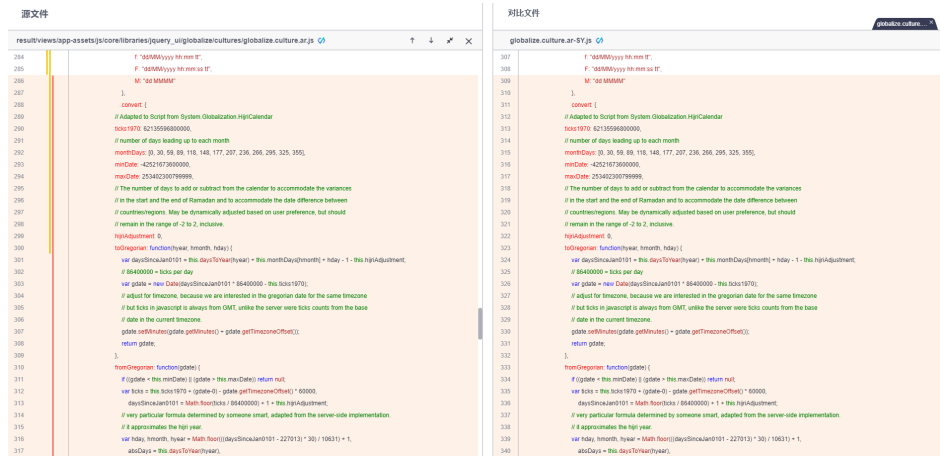 源文件
result/views/app-assets/js/core/libraries/jquery_ui/globalize/cultures/globalize.culture.ar.js
284 f: "dd/MM/yyyy hh:mm tt",
285 F: "dd/MM/yyyy hh:mm:ss tt",
286 M: "dd MMMM"
287 },
288 convert: {
289 // Adapted to Script from System.Globalization.HijriCalendar
290 ticks1970: 62135596800000,
291 // number of days leading up to each month
292 monthDays: [0, 30, 59, 89, 118, 148, 177, 207, 236, 266, 295, 325, 355],
293 minDate: -42521673600000,
294 maxDate: 253402300799999,
295 // The number of days to add or subtract from the calendar to accommodate the variances
296 // in the start and the end of Ramadan and to accommodate the date difference between
297 // countries/regions. May be dynamically adjusted based on user preference, but should
298 // remain in the range of -2 to 2, inclusive.
299 hijriAdjustment: 0,
300 toGregorian: function(hyear, hmonth, hday) {
301 var daysSinceJan0101 = this.daysToYear(hyear) + this.monthDays[hmonth] + hday - 1 - this.hijriAdjustment;
302 // 86400000 = ticks per day
303 var gdate = new Date(daysSinceJan0101 * 86400000 - this.ticks1970);
304 // adjust for timezone, because we are interested in the gregorian date for the same timezone
305 // but ticks in javascript is always from GMT, unlike the server were ticks counts from the base
306 // date in the current timezone.
307 gdate.setMinutes(gdate.getMinutes() + gdate.getTimezoneOffset());
308 return gdate;
309 },
310 fromGregorian: function(gdate) {
311 if ((gdate < this.minDate) || (gdate > this.maxDate)) return null;
312 var ticks = this.ticks1970 + (gdate-0) - gdate.getTimezoneOffset() * 60000,
313 daysSinceJan0101 = Math.floor(ticks / 86400000) + 1 + this.hijriAdjustment;
314 // very particular formula determined by someone smart, adapted from the server-side implementation.
315 // it approximates the hijri year.
316 var hday, hmonth, hyear = Math.floor(((daysSinceJan0101 - 227013) * 30) / 10631) + 1,
317 absDays = this.daysToYear(hyear),
对比文件
globalize.culture....
globalize.culture.ar-SY.js
307 f: "dd/MM/yyyy hh:mm tt",
308 F: "dd/MM/yyyy hh:mm:ss tt",
309 M: "dd MMMM"
310 },
311 convert: {
312 // Adapted to Script from System.Globalization.HijriCalendar
313 ticks1970: 62135596800000,
314 // number of days leading up to each month
315 monthDays: [0, 30, 59, 89, 118, 148, 177, 207, 236, 266, 295, 325, 355],
316 minDate: -42521673600000,
317 maxDate: 253402300799999,
318 // The number of days to add or subtract from the calendar to accommodate the variances
319 // in the start and the end of Ramadan and to accommodate the date difference between
320 // countries/regions. May be dynamically adjusted based on user preference, but should
321 // remain in the range of -2 to 2, inclusive.
322 hijriAdjustment: 0,
323 toGregorian: function(hyear, hmonth, hday) {
324 var daysSinceJan0101 = this.daysToYear(hyear) + this.monthDays[hmonth] + hday - 1 - this.hijriAdjustment;
325 // 86400000 = ticks per day
326 var gdate = new Date(daysSinceJan0101 * 86400000 - this.ticks1970);
327 // adjust for timezone, because we are interested in the gregorian date for the same timezone
328 // but ticks in javascript is always from GMT, unlike the server were ticks counts from the base
329 // date in the current timezone.
330 gdate.setMinutes(gdate.getMinutes() + gdate.getTimezoneOffset());
331 return gdate;
332 },
333 fromGregorian: function(gdate) {
334 if ((gdate < this.minDate) || (gdate > this.maxDate)) return null;
335 var ticks = this.ticks1970 + (gdate-0) - gdate.getTimezoneOffset() * 60000,
336 daysSinceJan0101 = Math.floor(ticks / 86400000) + 1 + this.hijriAdjustment;
337 // very particular formula determined by someone smart, adapted from the server-side implementation.
338 // it approximates the hijri year.
339 var hday, hmonth, hyear = Math.floor(((daysSinceJan0101 - 227013) * 30) / 10631) + 1,
340 absDays = this.daysToYear(hyear),